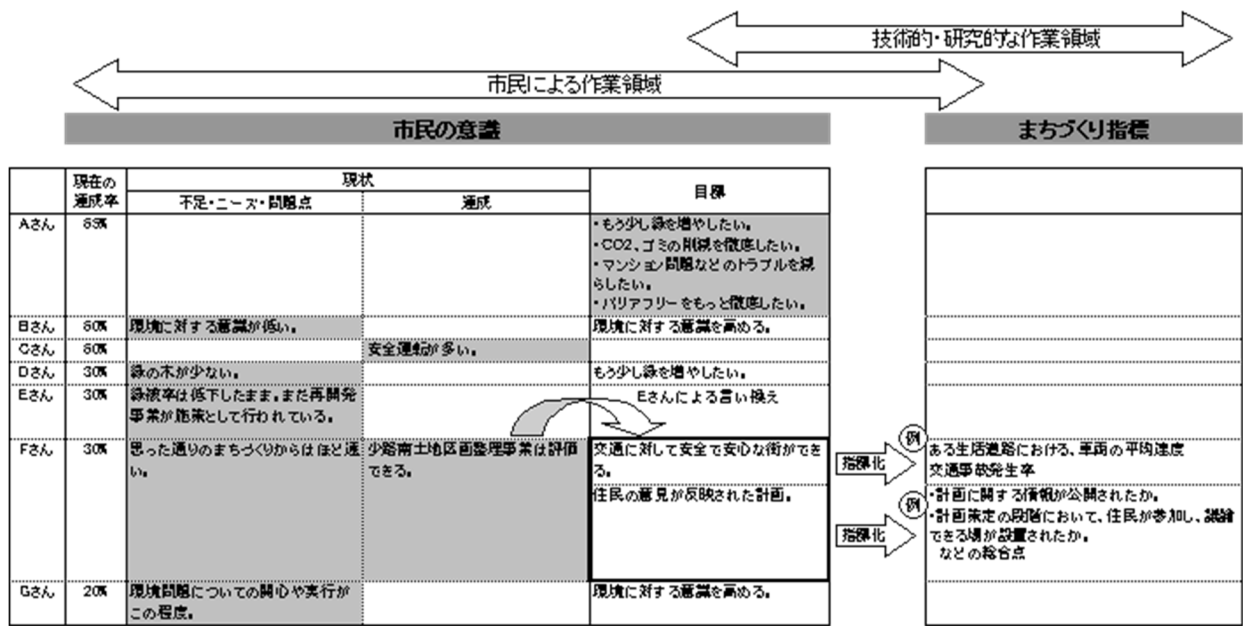 技術的・研究的な作業領域
市民による作業領域
市民の意識
まちづくり指標
現在の
達成率
現状
目標
不足・ニーズ・問題点
達成
Aさん
・もう少し緑を増やしたい。
・CO2、ゴミの削減を徹底したい。
・マンション問題などのトラブルを減
らしたい。
・バリアフリーをもっと徹底したい。
Bさん
環境に対する意識が低い。
環境に対する意識を高める。
Cさん
安全運転が多い。
Dさん 30%
緑の木が少ない。
もう少し緑を増やしたい。
Eさん 30%
緑被率は低下したまま。まだ再開発
事業が施策として行われている。
Eさんによる言い換え
Fさん 30%
思った通りのまちづくりからはほど遠
い。
少路南土地区画整理事業は評価
できる。
交通に対して安全で安心な街ができ
る。
住民の意見が反映された計画。
指標化
例
ある生活道路における、車両の平均速度
交通事故発生率
指標化
例
・計画に関する情報が公開されたか。
・計画策定の段階において、住民が参加し、議論
できる場が設置されたか。
などの総合点
Gさん 20%
環境問題についての関心や実行が
この程度。
環境に対する意識を高める。